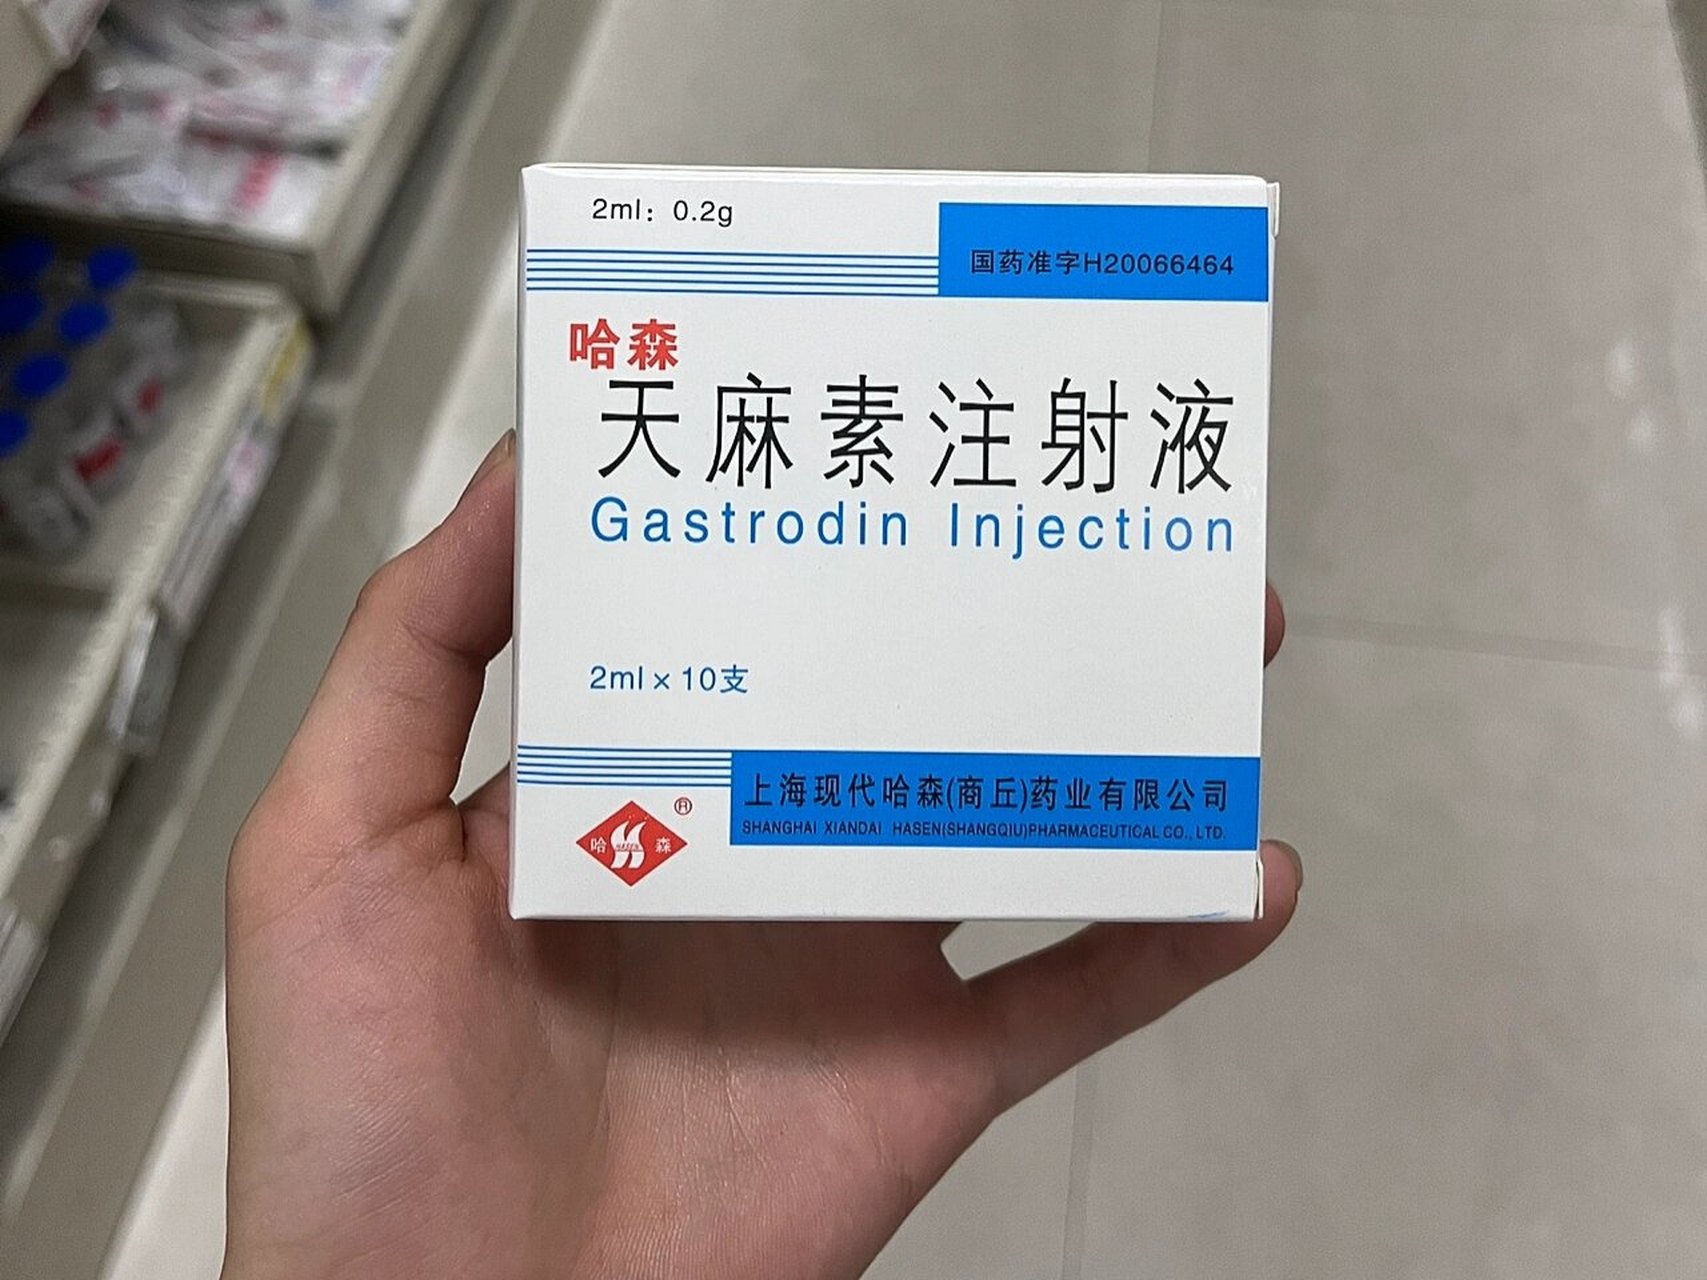 2ml：0.2g
国药准字H20066464
哈森
天麻素注射液
Gastrodin Injection
2ml×10支
上海现代哈森(商丘)药业有限公司
SHANGHAI XIANDAI HASEN(SHANGQIU)PHARMACEUTICAL CO., LTD.
®
哈 森